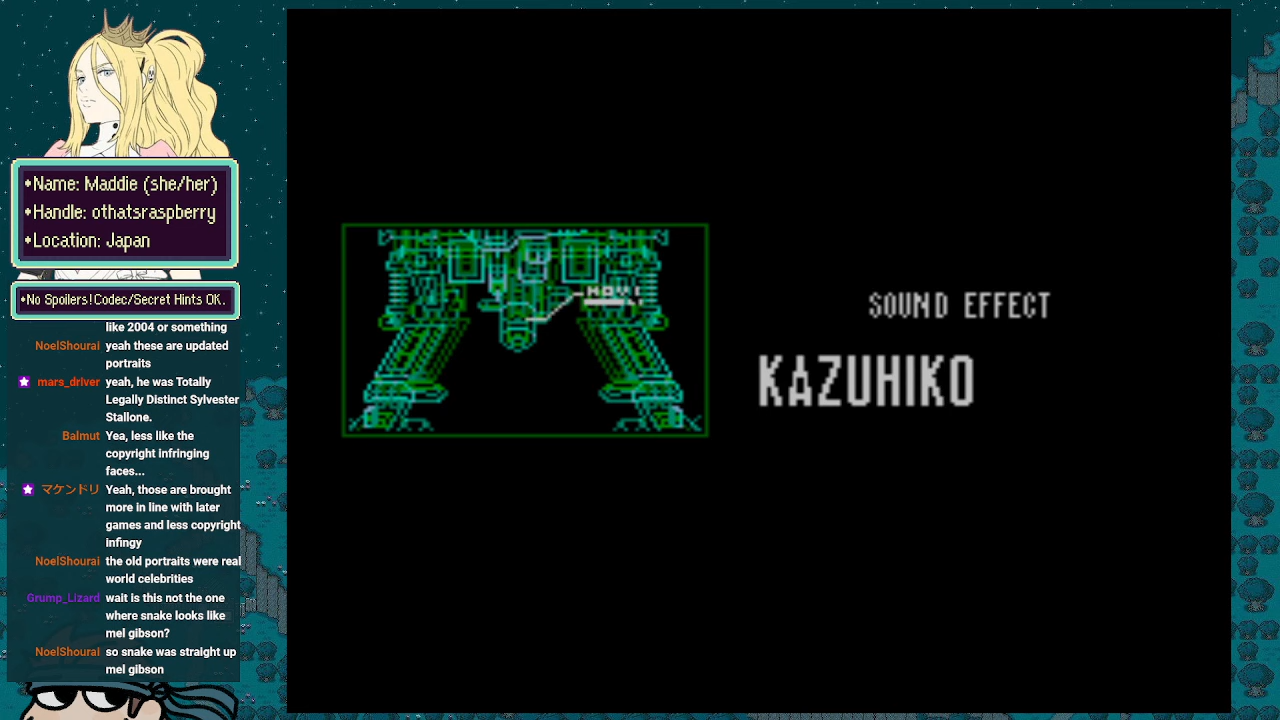 •Name: Maddie (she/her)
•Handle: othatsraspberry
•Location: Japan
•No Spoilers!Codec/Secret Hints OK.
like 2004 or something
NoelShourai yeah these are updated
portraits
mars_driver yeah, he was Totally
Legally Distinct Sylvester
Stallone.
Balmut Yea, less like the
copyright infringing
faces...
マケンドリ Yeah, those are brought
more in line with later
games and less copyright
infingy
NoelShourai the old portraits were real
world celebrities
Grump_Lizard wait is this not the one
where snake looks like
mel gibson?
NoelShourai so snake was straight up
mel gibson
SOUND EFFECT
KAZUHIKO